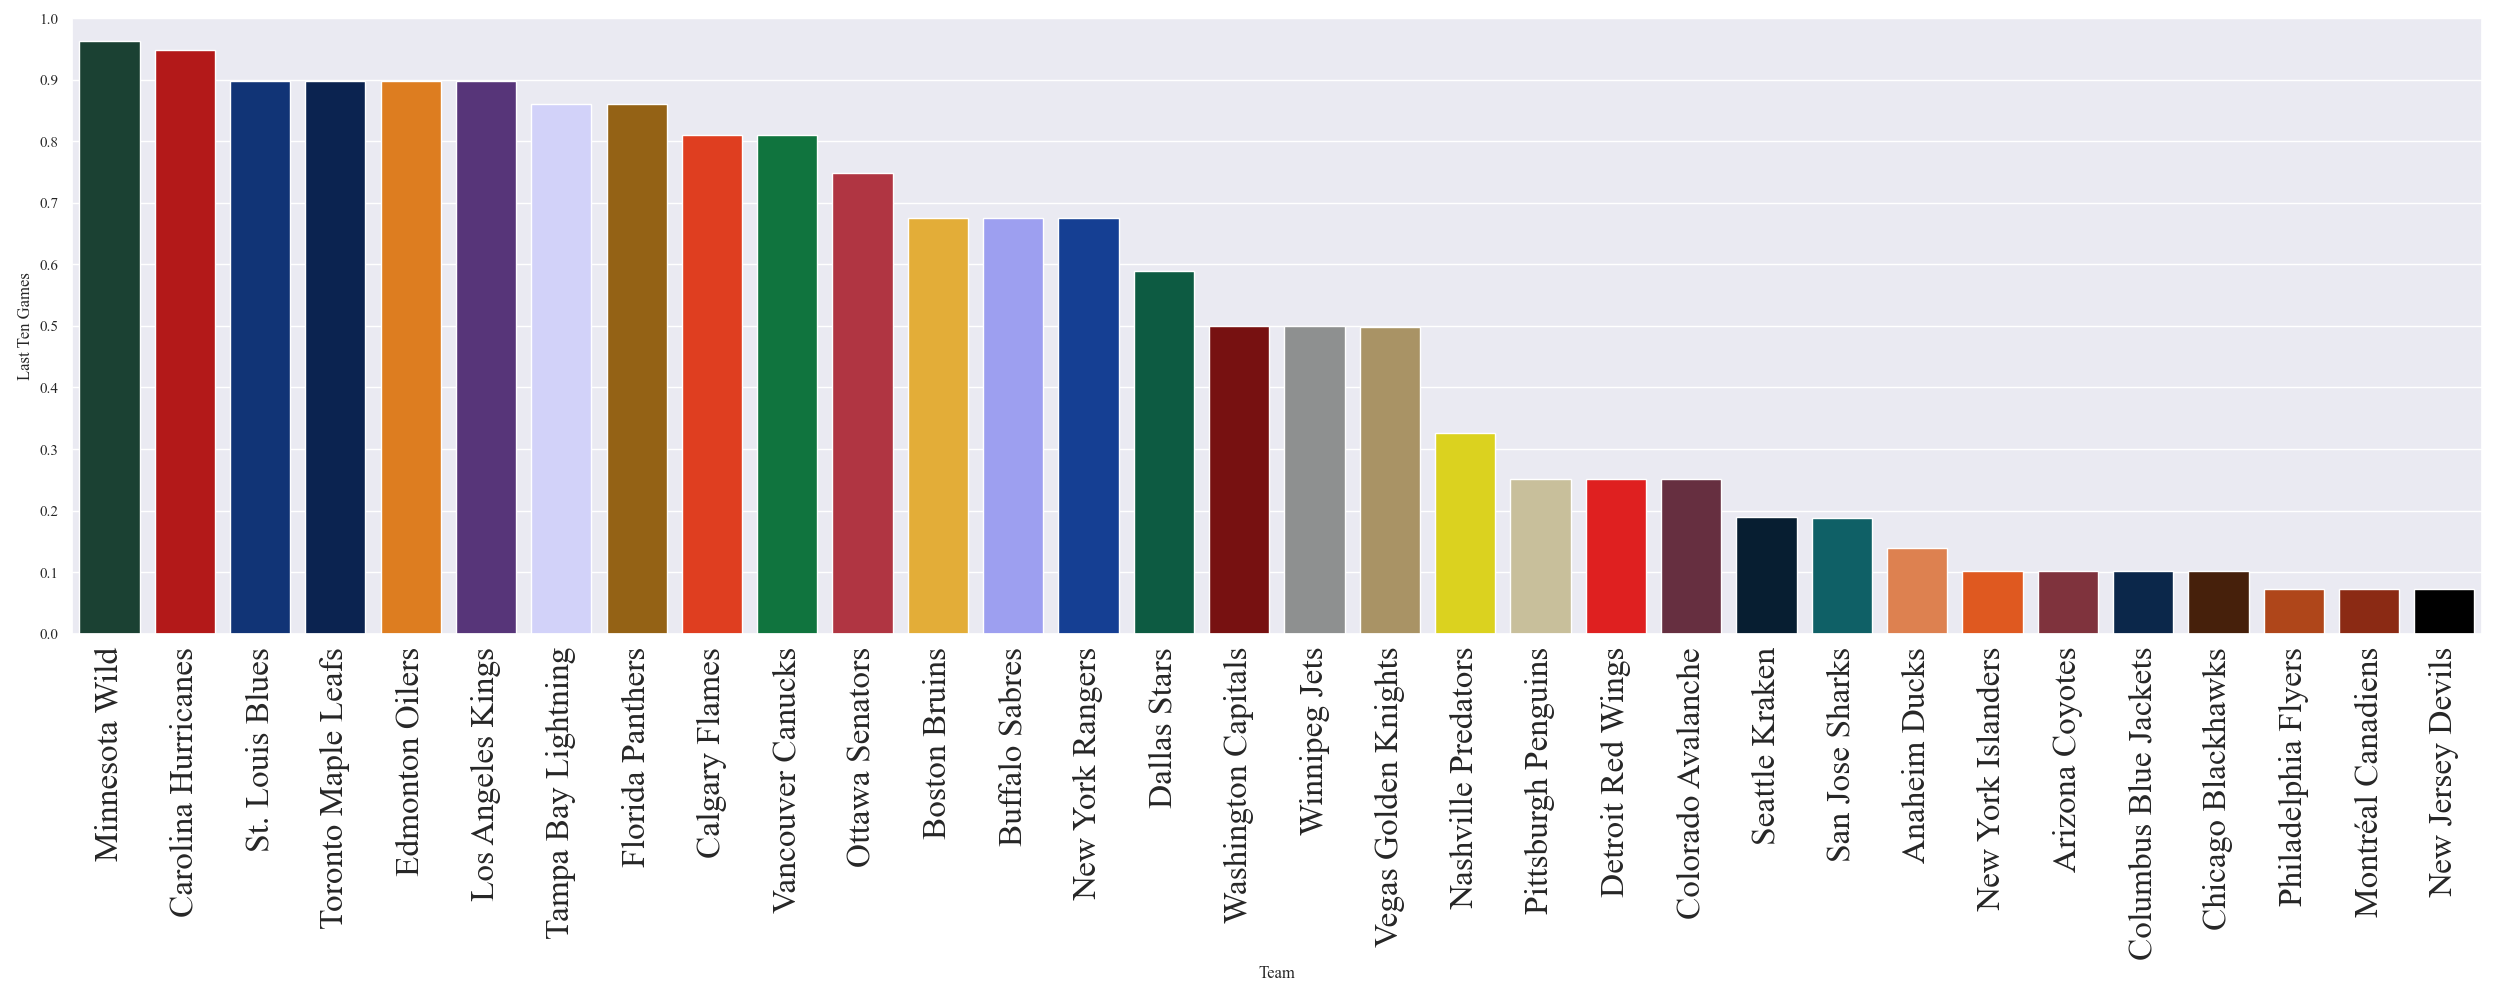 1.0
0.9
0.8
0.7
0.6
0.5
0.4
0.3
0.2
0.1
0.0
Last Ten Games
Minnesota Wild
Carolina Hurricanes
St. Louis Blues
Toronto Maple Leafs
Edmonton Oilers
Los Angeles Kings
Tampa Bay Lightning
Florida Panthers
Calgary Flames
Vancouver Canucks
Ottawa Senators
Boston Bruins
Buffalo Sabres
New York Rangers
Dallas Stars
Washington Capitals
Winnipeg Jets
Vegas Golden Knights
Nashville Predators
Pittsburgh Penguins
Detroit Red Wings
Colorado Avalanche
Seattle Kraken
San Jose Sharks
Anaheim Ducks
New York Islanders
Arizona Coyotes
Columbus Blue Jackets
Chicago Blackhawks
Philadelphia Flyers
Montréal Canadiens
New Jersey Devils
Team